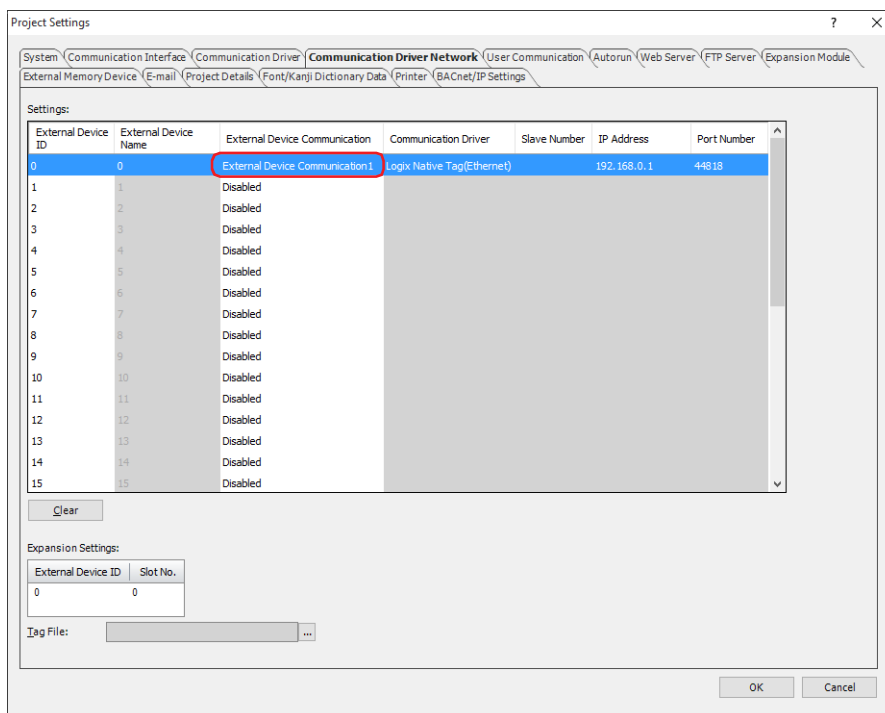 Project Settings ? ×
System Communication Interface Communication Driver Communication Driver Network User Communication Autorun Web Server FTP Server Expansion Module
External Memory Device E-mail Project Details Font/Kanji Dictionary Data Printer BACnet/IP Settings
Settings:
External Device ID External Device Name External Device Communication Communication Driver Slave Number IP Address Port Number
0 0 External Device Communication1 Logix Native Tag(Ethernet) 192.168.0.1 44818
1 1 Disabled
2 2 Disabled
3 3 Disabled
4 4 Disabled
5 5 Disabled
6 6 Disabled
7 7 Disabled
8 8 Disabled
9 9 Disabled
10 10 Disabled
11 11 Disabled
12 12 Disabled
13 13 Disabled
14 14 Disabled
15 15 Disabled
Clear
Expansion Settings:
External Device ID Slot No.
0 0
Tag File: ...
OK Cancel